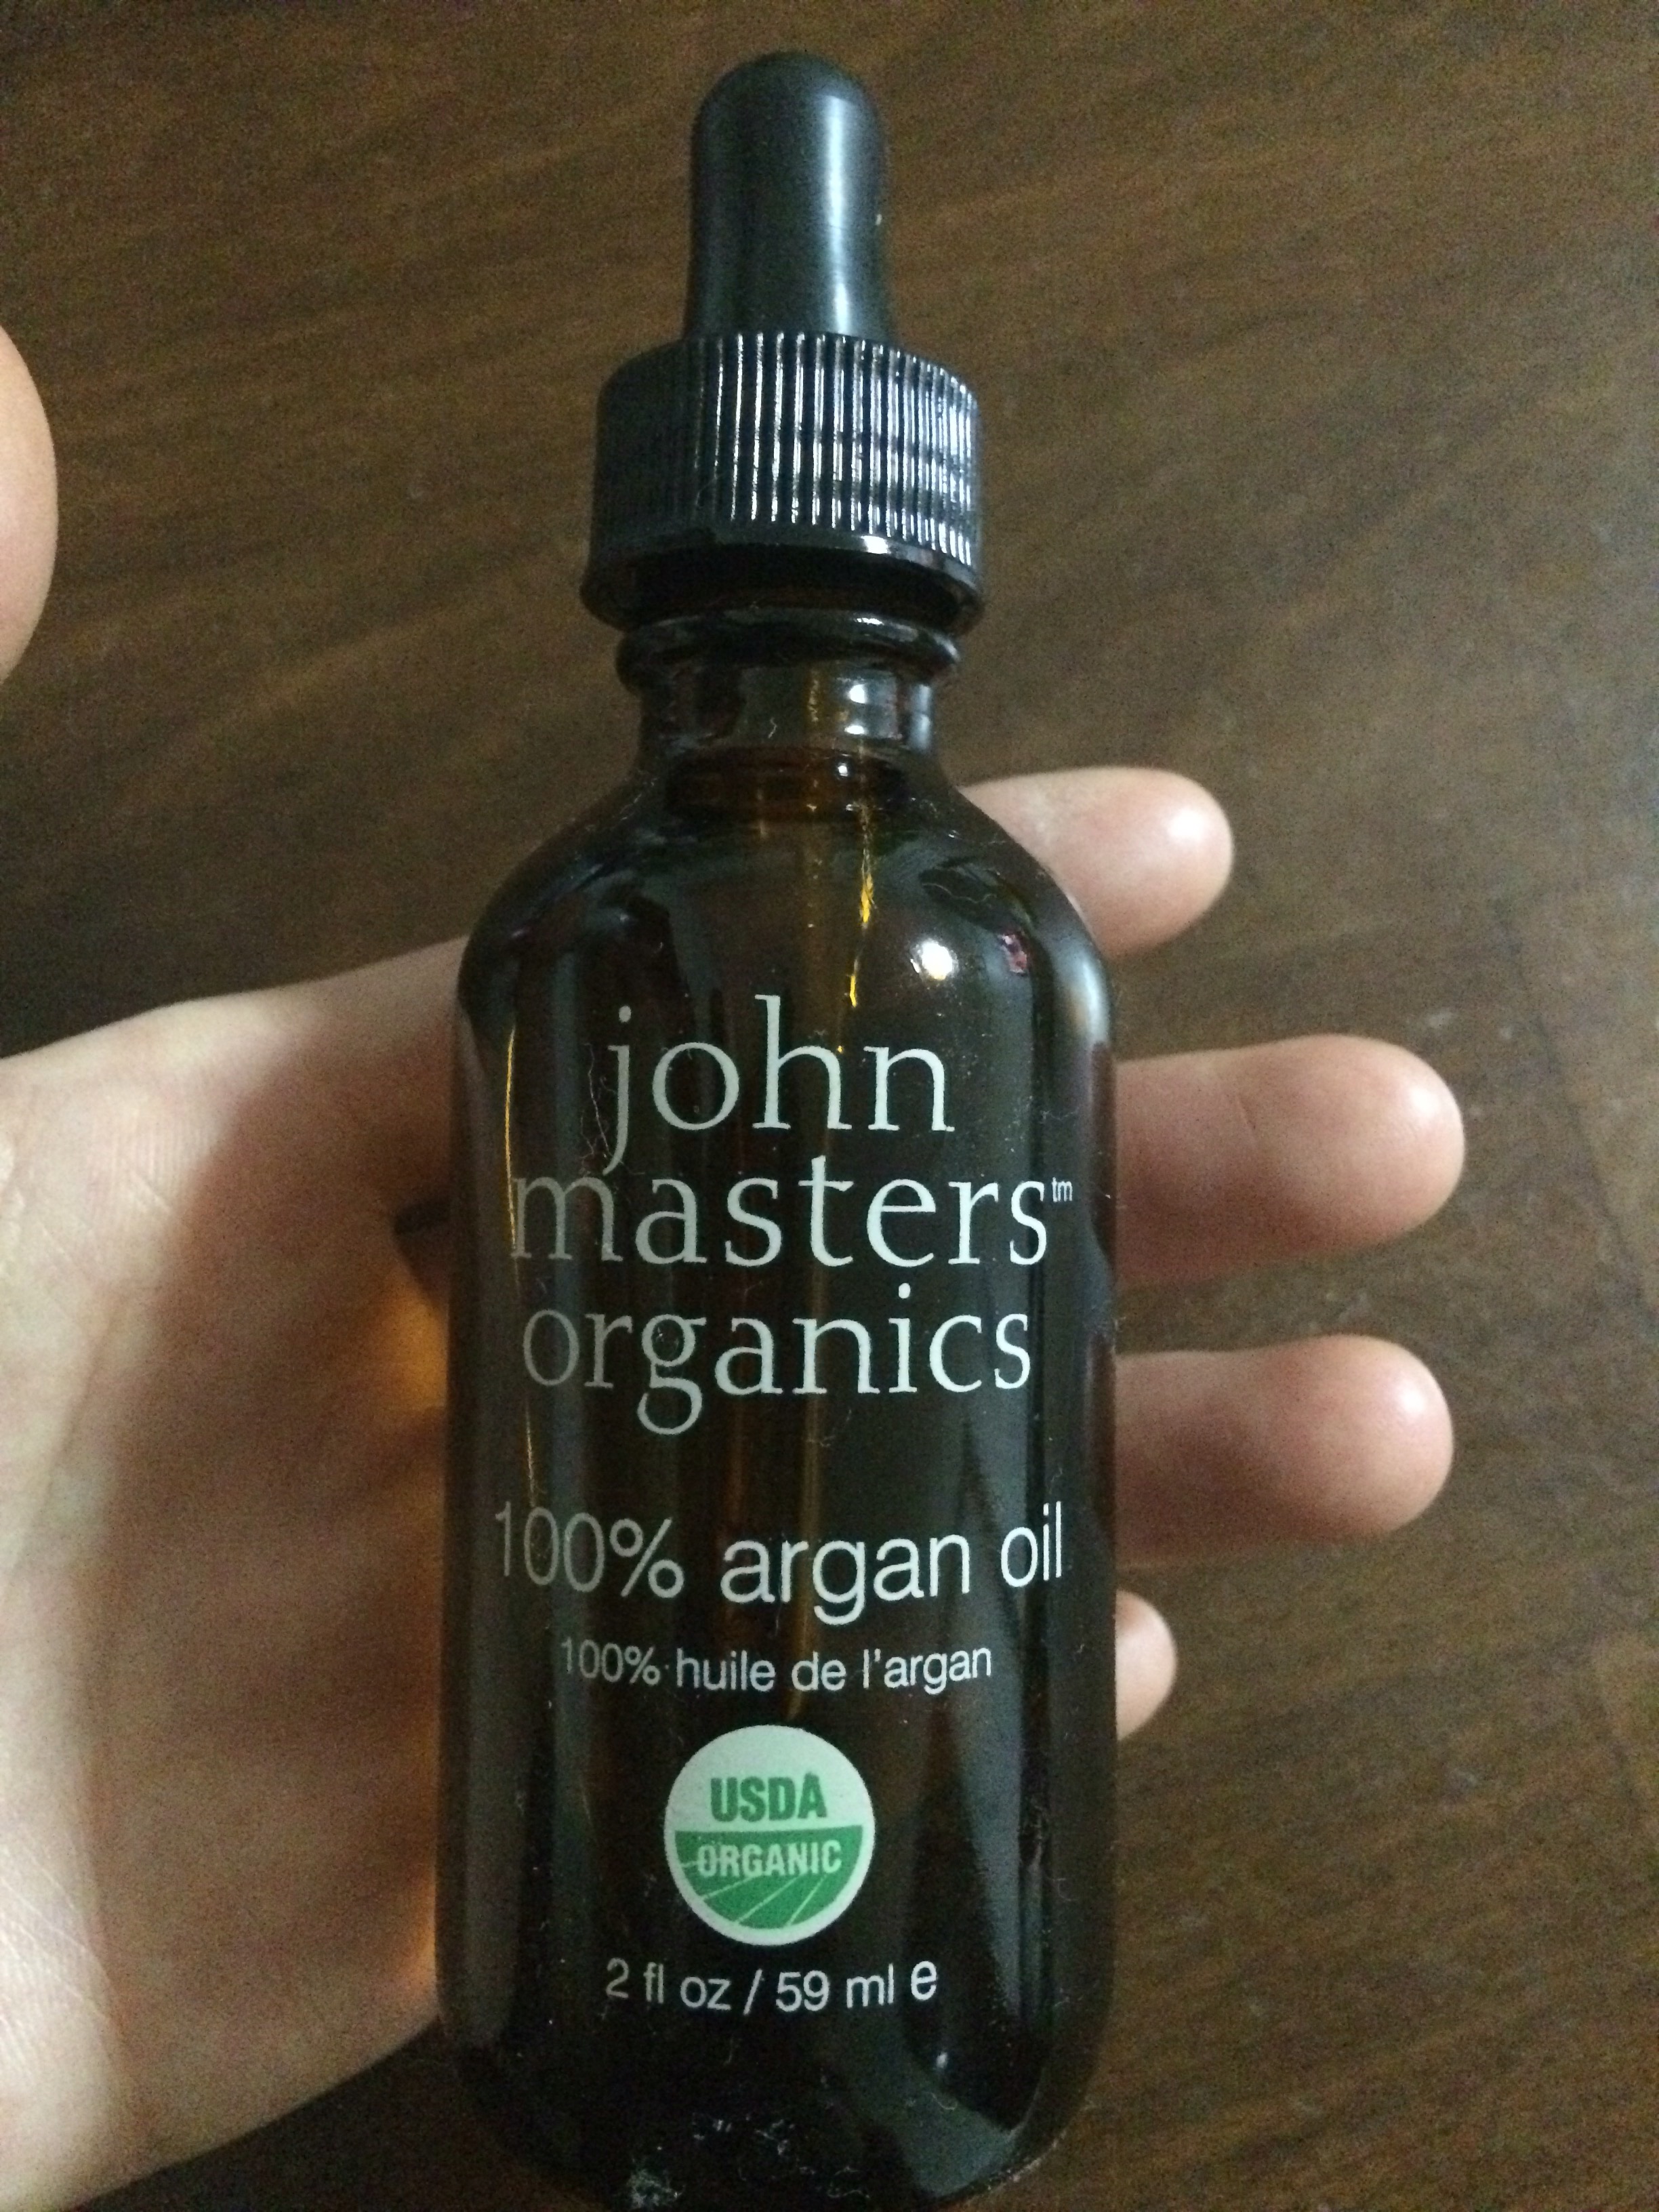 john
masters™
organics
100% argan oil
100% huile de l'argan
USDA
ORGANIC
2 fl oz / 59 ml e